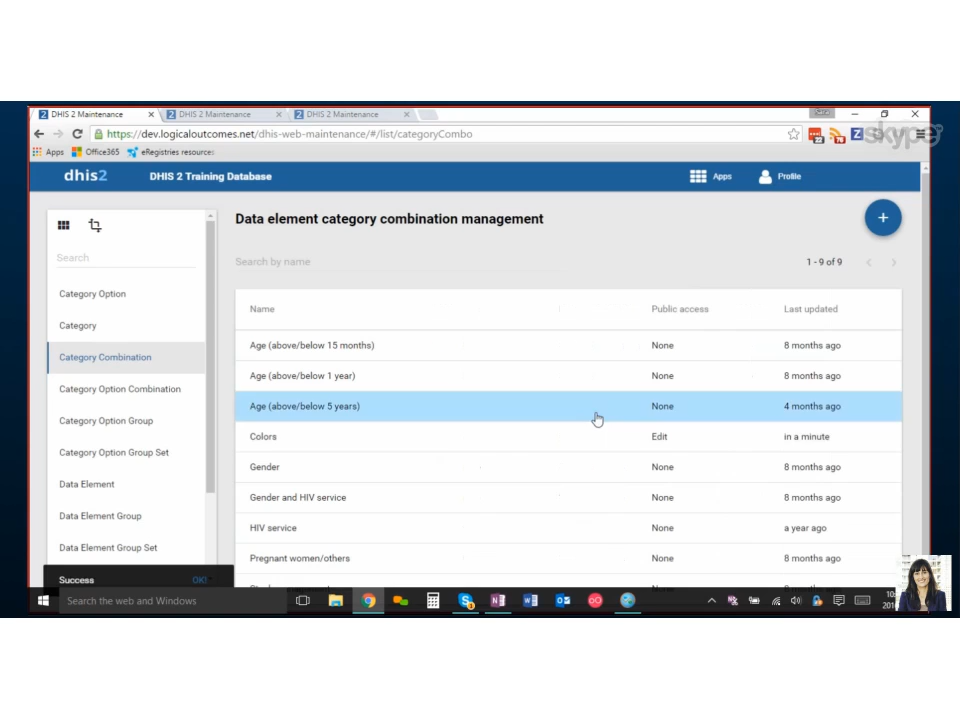 DHIS 2 Maintenance DHIS 2 Maintenance DHIS 2 Maintenance
https://dev.logicaloutcomes.net/dhis-web-maintenance/#/list/categoryCombo
skype
Apps Office365 eRegistries resources
dhis2 DHIS 2 Training Database Apps Profile
Data element category combination management
Search
Search by name 1 - 9 of 9
Category Option
Category
Category Combination
Category Option Combination
Category Option Group
Category Option Group Set
Data Element
Data Element Group
Data Element Group Set
Name Public access Last updated
Age (above/below 15 months) None 8 months ago
Age (above/below 1 year) None 8 months ago
Age (above/below 5 years) None 4 months ago
Colors Edit in a minute
Gender None 8 months ago
Gender and HIV service None 8 months ago
HIV service None a year ago
Pregnant women/others None 8 months ago
Success OK!
Search the web and Windows